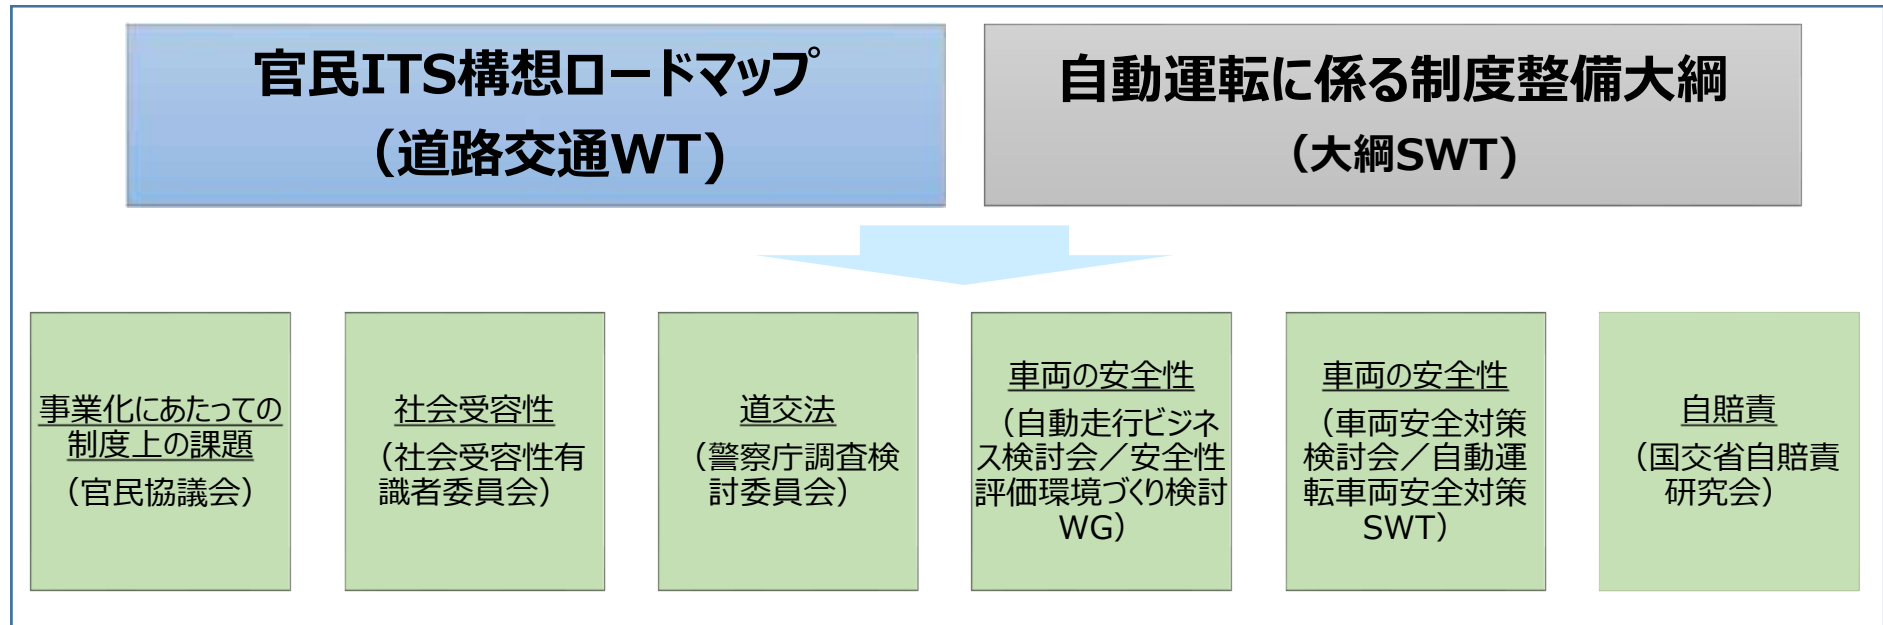 官民ITS構想ロードマップ
（道路交通WT)
自動運転に係る制度整備大綱
（大綱SWT)
事業化にあたっての
制度上の課題
（官民協議会）
社会受容性
（社会受容性有
識者委員会）
道交法
（警察庁調査検
討委員会）
車両の安全性
（自動走行ビジネ
ス検討会／安全性
評価環境づくり検討
WG）
車両の安全性
（車両安全対策
検討会／自動運
転車両安全対策
SWT）
自賠責
（国交省自賠責
研究会）